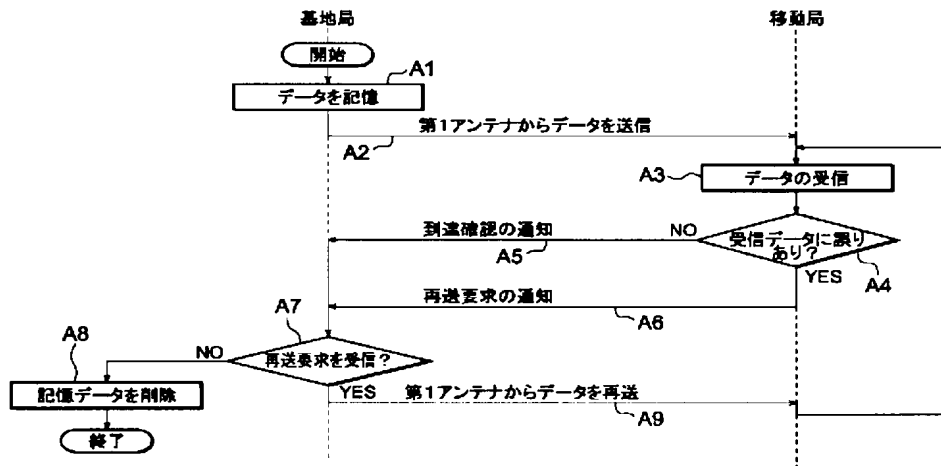 基地局
移動局
開始
A1
データを記憶
第1アンテナからデータを送信
A2
A3
データの受信
到達確認の通知
NO
A5
受信データに誤り
あり?
YES
A4
再送要求の通知
A6
A7
A8
NO
再送要求を受信?
YES
記憶データを削除
第1アンテナからデータを再送
A9
終了